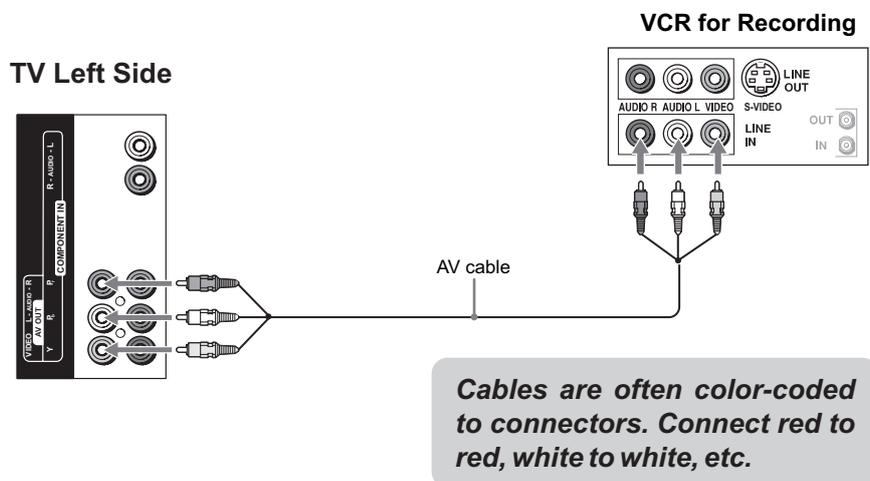 VCR for Recording
TV Left Side
LINE
OUT
AUDIO R AUDIO L VIDEO S-VIDEO
LINE
IN
OUT
IN
R - AUDIO - L
COMPONENT IN
VIDEO L - AUDIO - R
AV OUT
Y
AV cable
Cables are often color-coded
to connectors. Connect red to
red, white to white, etc.